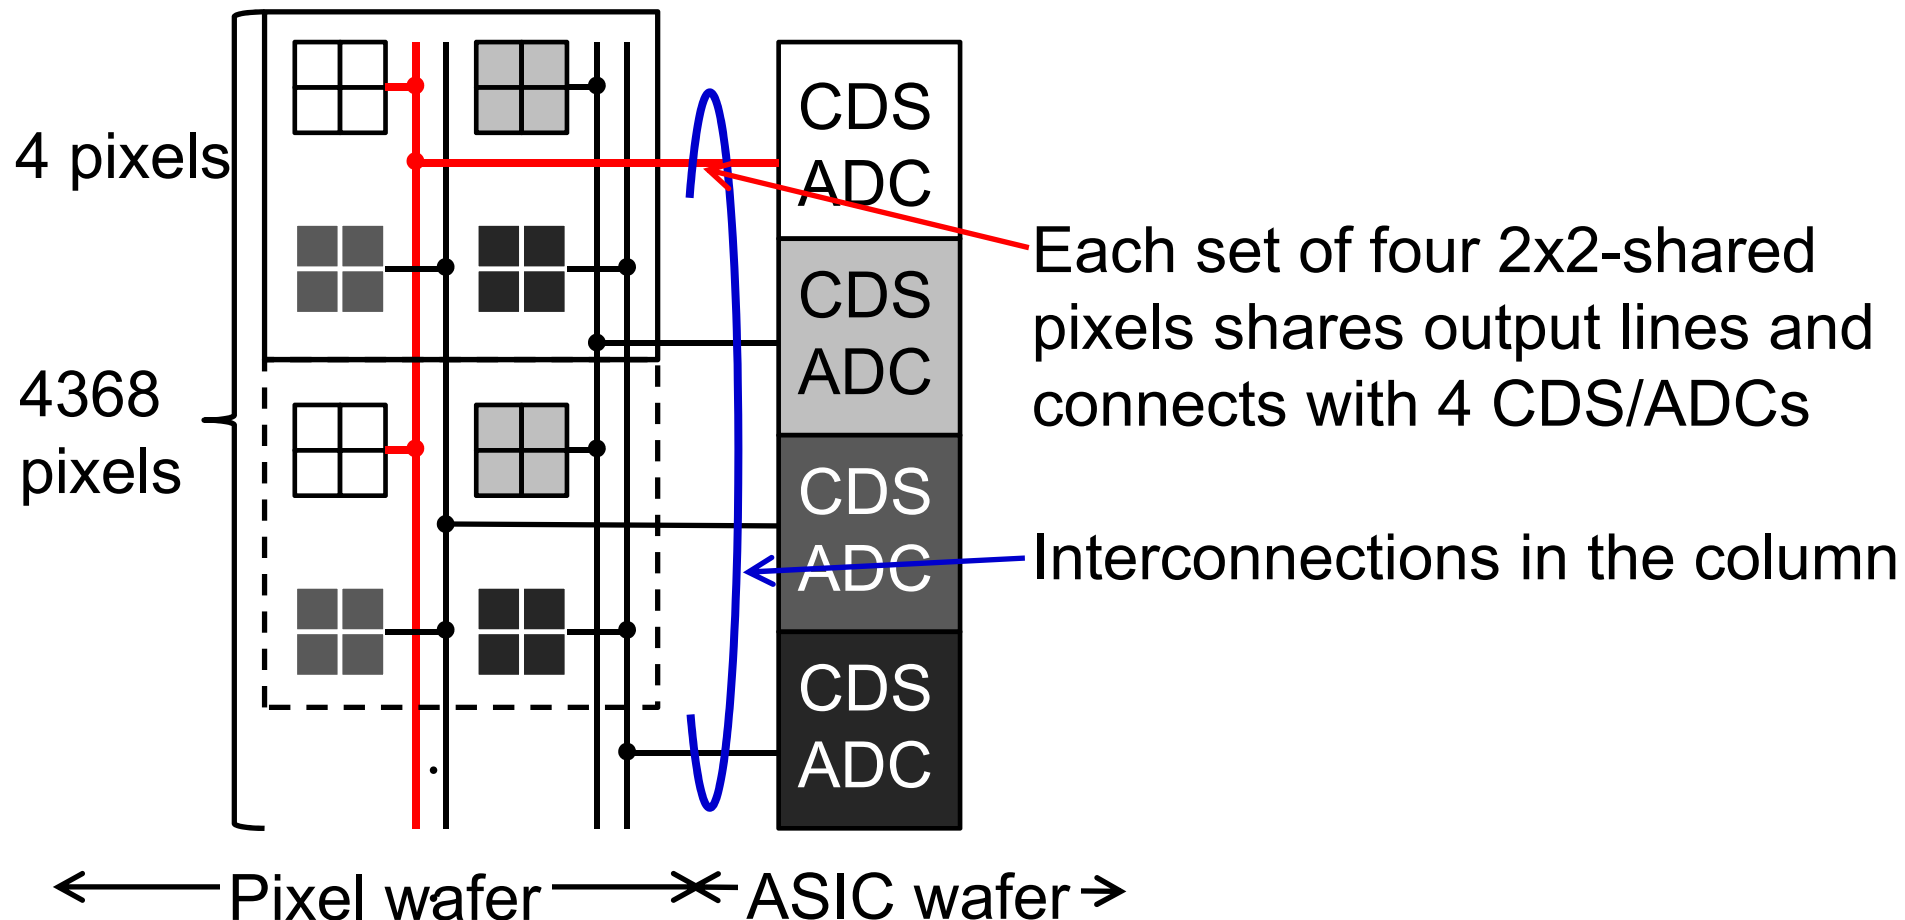 4 pixels
4368
pixels
CDS
ADC
CDS
ADC
CDS
ADC
CDS
ADC
Each set of four 2x2-shared
pixels shares output lines and
connects with 4 CDS/ADCs
Interconnections in the column
Pixel wafer
ASIC wafer